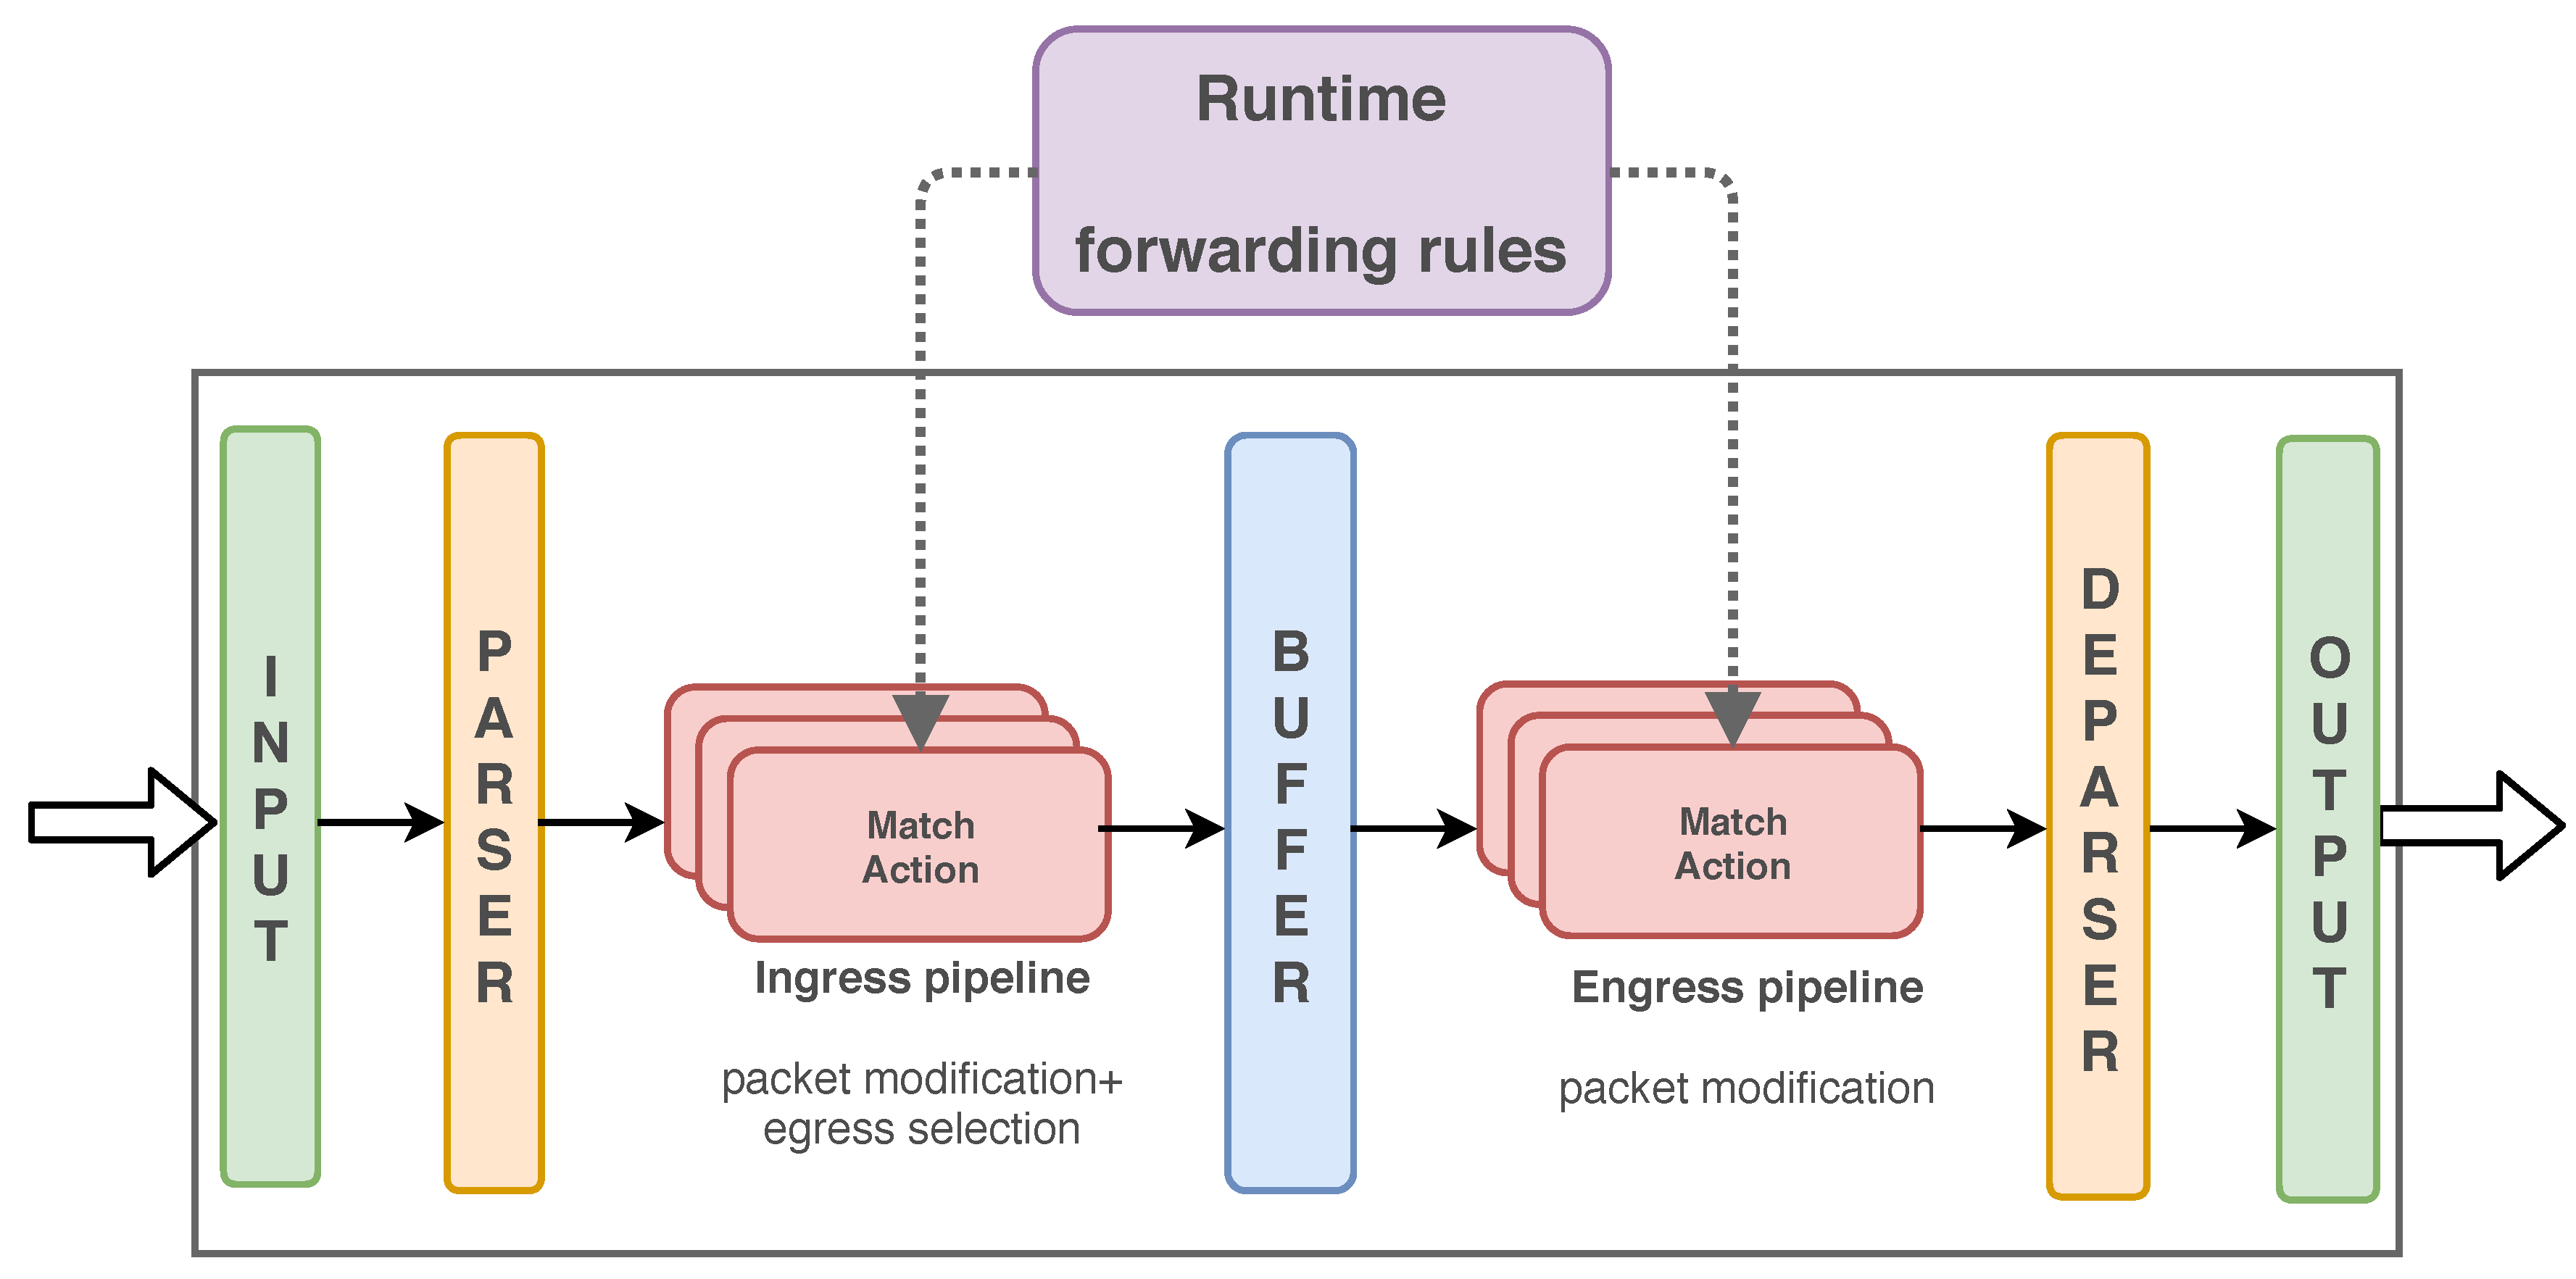 Runtime
forwarding rules
INPUT
PARSER
Match
Action
Ingress pipeline
packet modification+
egress selection
BUFFER
Match
Action
Engress pipeline
packet modification
DEPARSER
OUTPUT